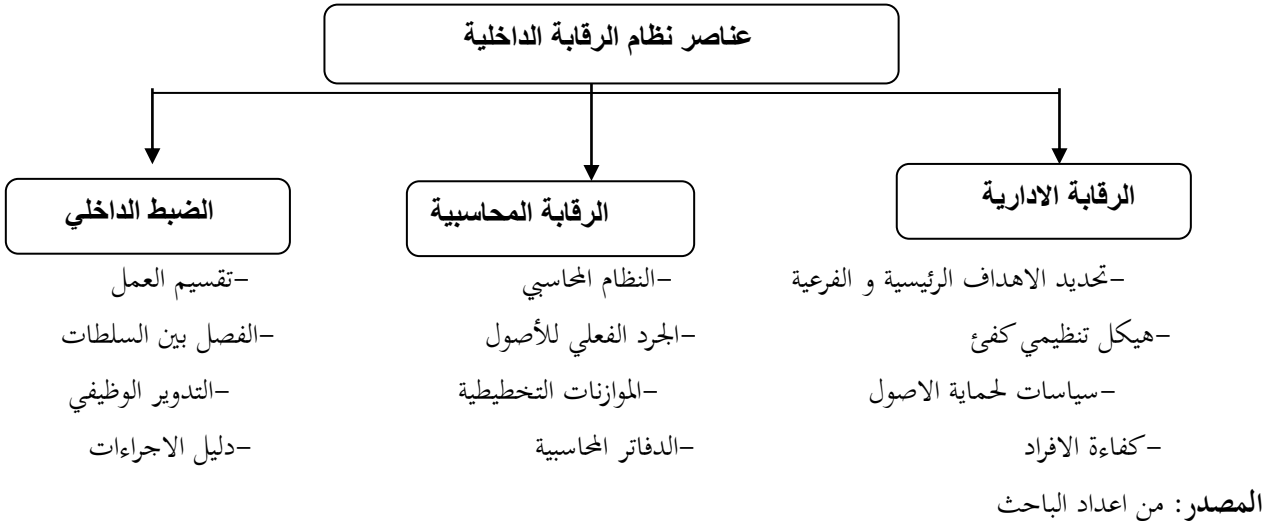 عناصر نظام الرقابة الداخلية
الرقابة الادارية
الرقابة المحاسبية
الضبط الداخلي
-تحديد الاهداف الرئيسية و الفرعية
-النظام المحاسبي
-تقسيم العمل
-هيكل تنظيمي كفئ
-الجرد الفعلي للأصول
-الفصل بين السلطات
-سياسات لحماية الاصول
-الموازنات التخطيطية
-التدوير الوظيفي
-كفاءة الافراد
-الدفاتر المحاسبية
-دليل الاجراءات
المصدر: من اعداد الباحث